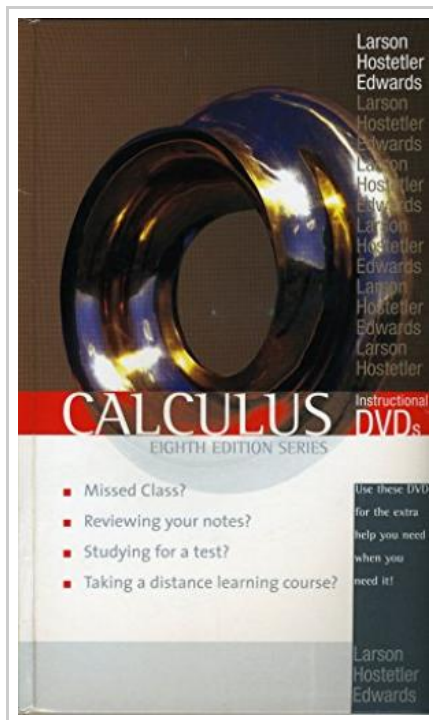 Larson
Hostetler
Edwards
Larson
Hostetler
Edwards
Larson
Hostetler
Edwards
Larson
Hostetler
Edwards
Larson
Hostetler
Edwards
Larson
Hostetler
CALCULUS
Instructional
DVDs
EIGHTH EDITION SERIES
Missed Class?
Reviewing your notes?
Studying for a test?
Taking a distance learning course?
Use these DVD
for the extra
help you need
when you
need it!
Larson
Hostetler
Edwards